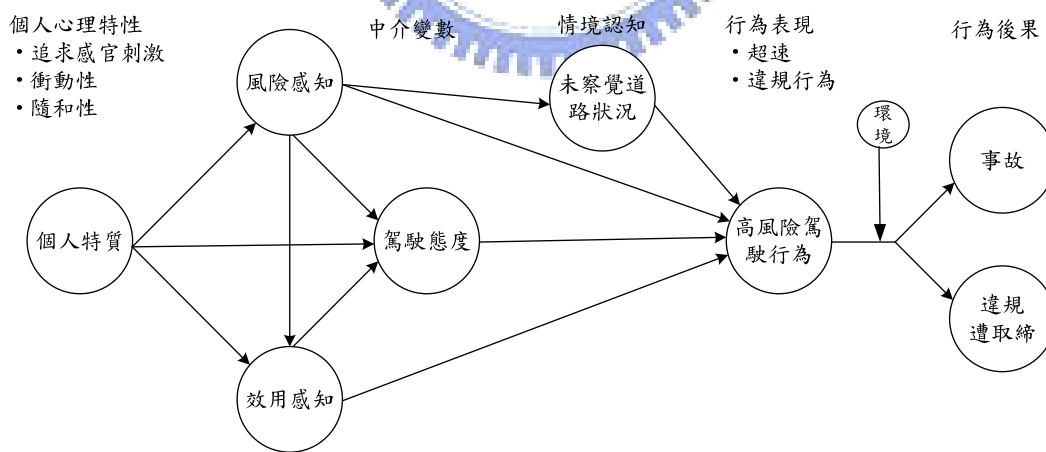 個人心理特性
・追求感官刺激
・衝動性
・隨和性
中介變數
情境認知
行為表現
・超速
・違規行為
行為後果
風險感知
未察覺道
路狀況
環境
事故
個人特質
駕駛態度
高風險駕
駛行為
違規
遭取締
效用感知